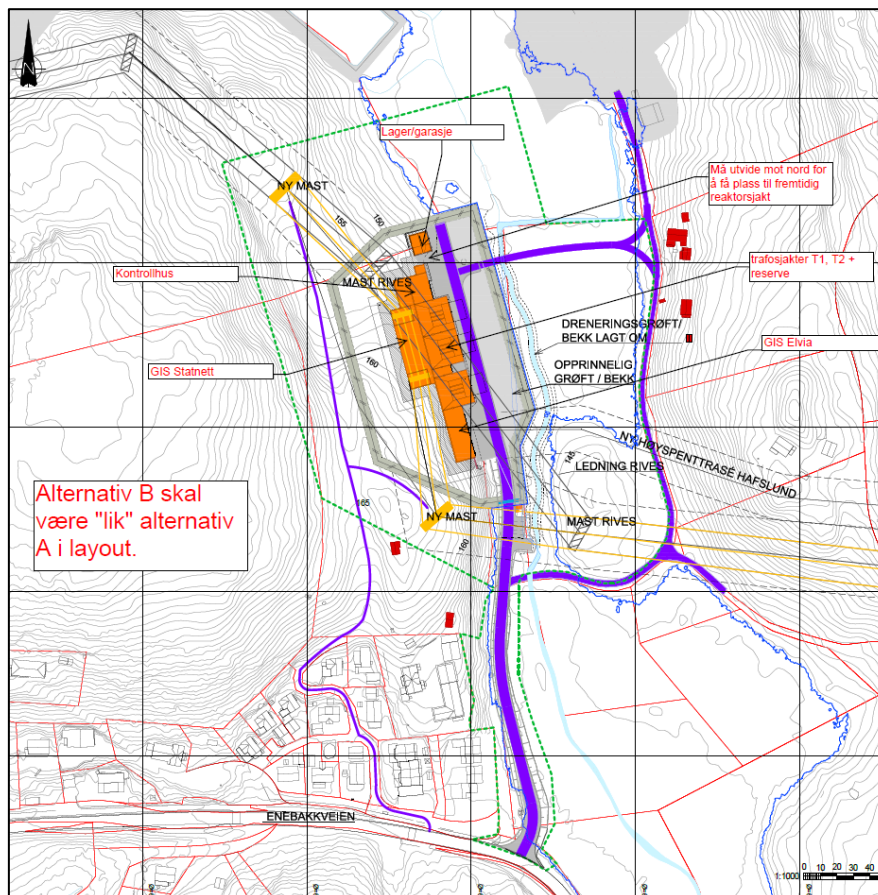 N
Lager/garasje
Må utvide mot nord for
å få plass til fremtidig
reaktorsjakt
NY MAST
155
150
Kontrollhus
MAST RIVES
trafosjakter T1, T2 +
reserve
DRENERINGSGRØFT/
BEKK LAGT OM
GIS Elvia
GIS Statnett
160
OPPRINNELIG
GRØFT / BEKK
NY HØYSPENTTRASÉ HAFSLUND
145
LEDNING RIVES
Alternativ B skal
være "lik" alternativ
A i layout.
165
NY MAST
MAST RIVES
160
ENEBAKKVEIEN
1:1000
0 10 20 30 40